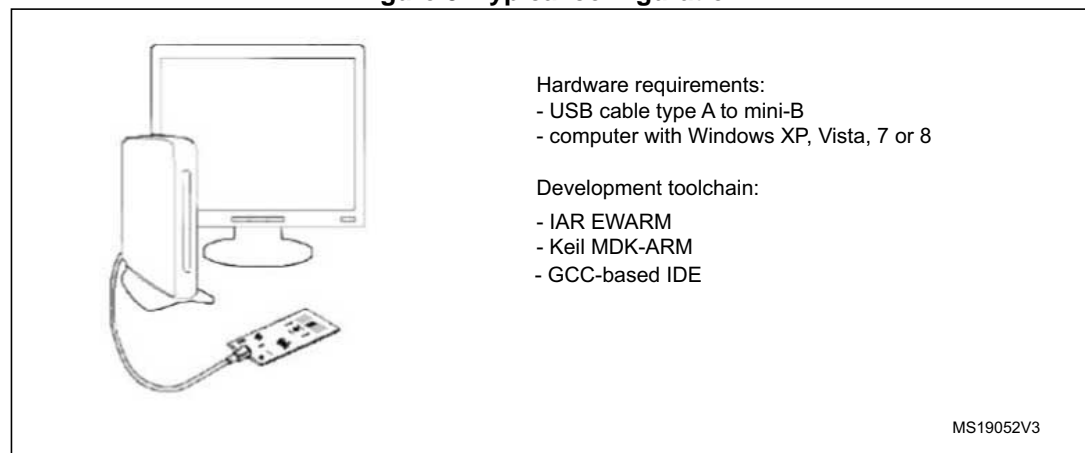 Hardware requirements:
- USB cable type A to mini-B
- computer with Windows XP, Vista, 7 or 8
Development toolchain:
- IAR EWARM
- Keil MDK-ARM
- GCC-based IDE
MS19052V3